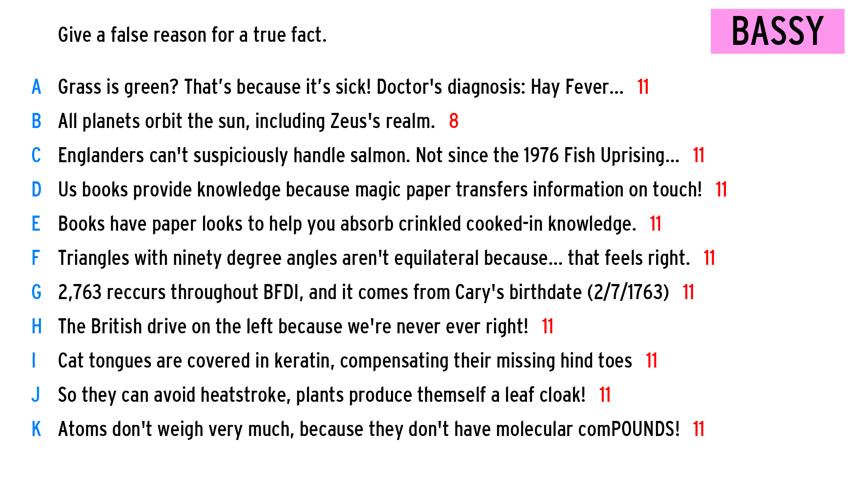 Give a false reason for a true fact.
BASSY
A Grass is green? That's because it's sick! Doctor's diagnosis: Hay Fever... 11
B All planets orbit the sun, including Zeus's realm. 8
C Englanders can't suspiciously handle salmon. Not since the 1976 Fish Uprising... 11
D Us books provide knowledge because magic paper transfers information on touch! 11
E Books have paper looks to help you absorb crinkled cooked-in knowledge. 11
F Triangles with ninety degree angles aren't equilateral because... that feels right. 11
G 2,763 reccurs throughout BFDI, and it comes from Cary's birthdate (2/7/1763) 11
H The British drive on the left because we're never ever right! 11
I Cat tongues are covered in keratin, compensating their missing hind toes 11
J So they can avoid heatstroke, plants produce themself a leaf cloak! 11
K Atoms don't weigh very much, because they don't have molecular comPOUNDS! 11